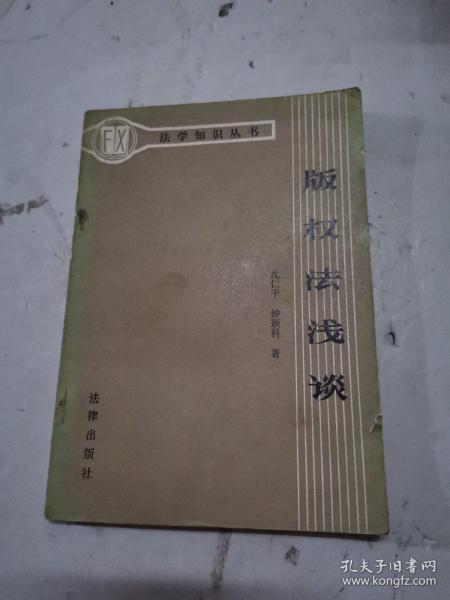 FXI
法学知识丛书
版权法浅谈
沈仁干 钟颖科 著
法律出版社
孔夫子旧书网
www.kongfz.com